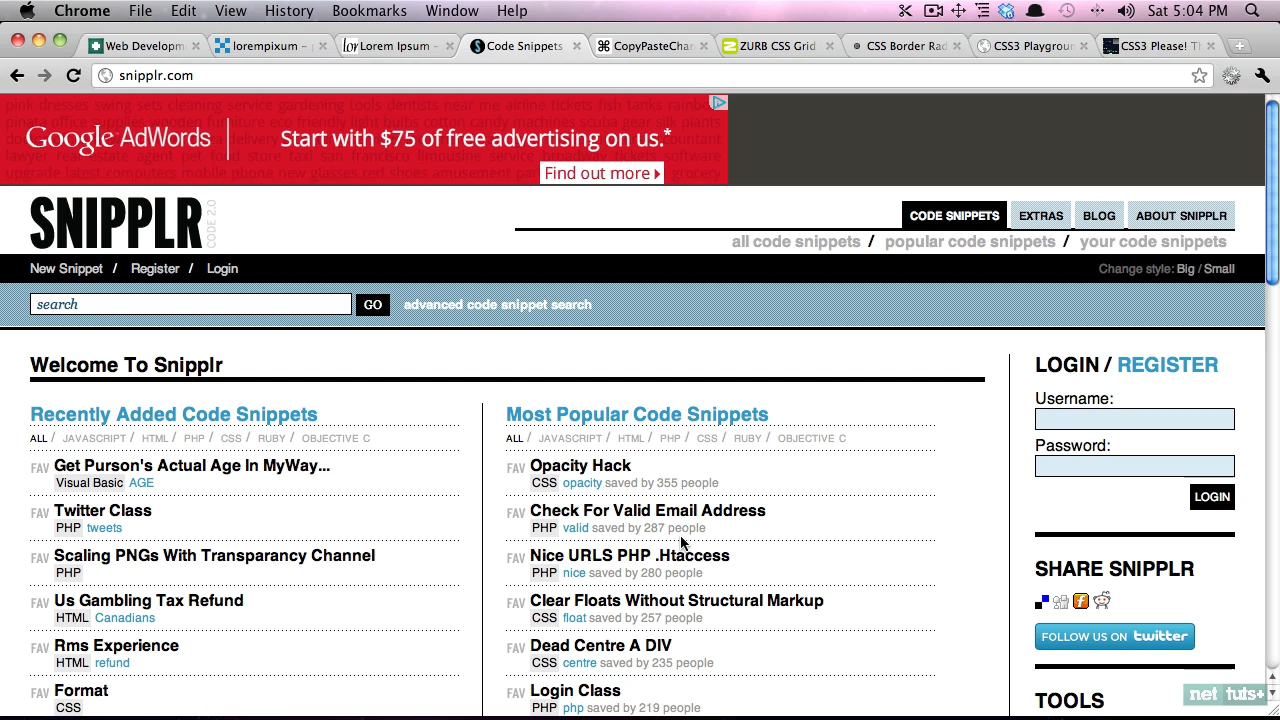 Chrome File Edit View History Bookmarks Window Help Sat 5:04 PM
Web Developm lorempixum – Lorem Ipsum – Code Snippets CopyPasteChar ZURB CSS Grid CSS Border Rad CSS3 Playgroun CSS3 Please! Th
snipplr.com
Google AdWords Start with $75 of free advertising on us.*
Find out more
SNIPPLR CODE 2.0
CODE SNIPPETS EXTRAS BLOG ABOUT SNIPPLR
all code snippets / popular code snippets / your code snippets
New Snippet / Register / Login Change style: Big / Small
search GO advanced code snippet search
Welcome To Snipplr
Recently Added Code Snippets
ALL / JAVASCRIPT / HTML / PHP / CSS / RUBY / OBJECTIVE C
FAV Get Purson's Actual Age In MyWay...
Visual Basic AGE
FAV Twitter Class
PHP tweets
FAV Scaling PNGs With Transparancy Channel
PHP
FAV Us Gambling Tax Refund
HTML Canadians
FAV Rms Experience
HTML refund
FAV Format
CSS
Most Popular Code Snippets
ALL / JAVASCRIPT / HTML / PHP / CSS / RUBY / OBJECTIVE C
FAV Opacity Hack
CSS opacity saved by 355 people
FAV Check For Valid Email Address
PHP valid saved by 287 people
FAV Nice URLS PHP .Htaccess
PHP nice saved by 280 people
FAV Clear Floats Without Structural Markup
CSS float saved by 257 people
FAV Dead Centre A DIV
CSS centre saved by 235 people
FAV Login Class
PHP php saved by 219 people
LOGIN / REGISTER
Username:
Password:
LOGIN
SHARE SNIPPLR
FOLLOW US ON twitter
TOOLS
net tuts+